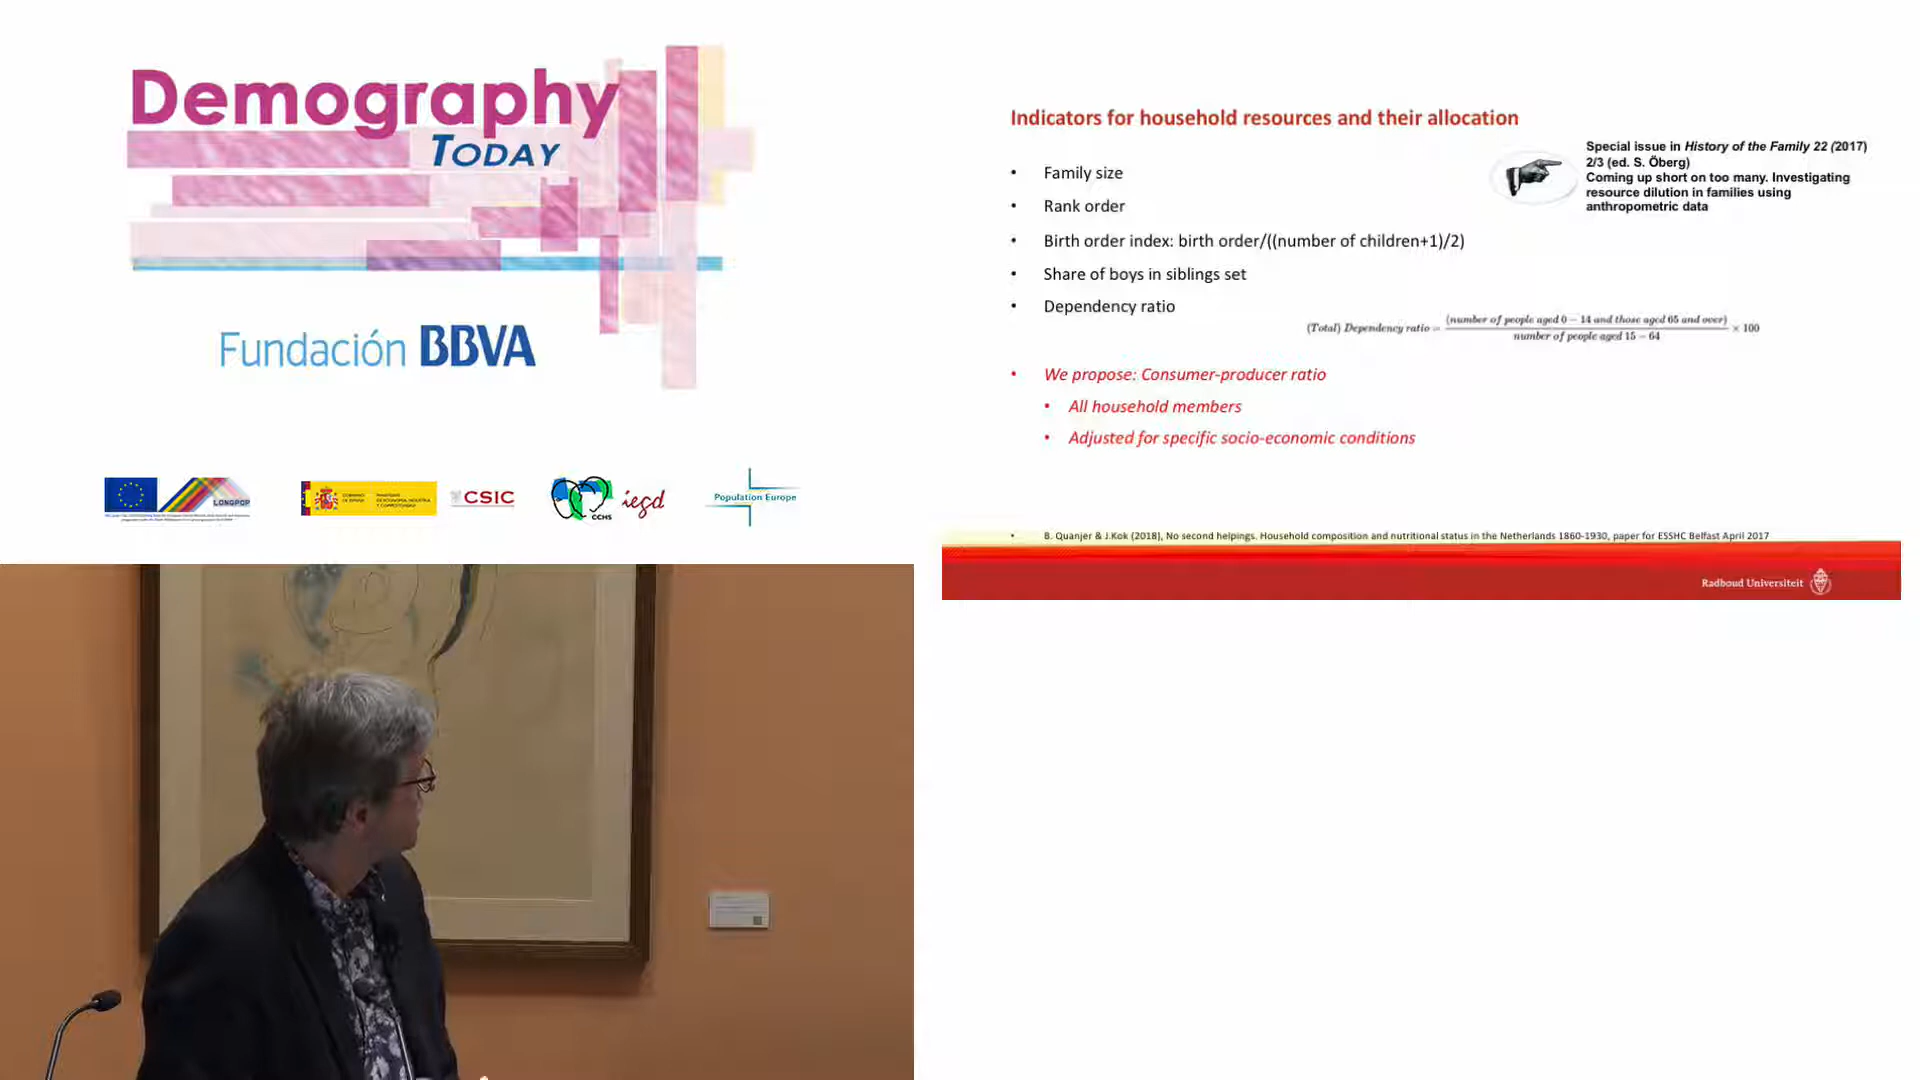 Demography
TODAY
Fundación BBVA
LONGPOP
CSIC
CCHS
iegd
Population Europe
Indicators for household resources and their allocation
Special issue in History of the Family 22 (2017)
2/3 (ed. S. Öberg)
Coming up short on too many. Investigating
resource dilution in families using
anthropometric data
• Family size
• Rank order
• Birth order index: birth order/((number of children+1)/2)
• Share of boys in siblings set
• Dependency ratio
(Total) Dependency ratio = (number of people aged 0 – 14 and those aged 65 and over) / number of people aged 15 – 64 × 100
• We propose: Consumer-producer ratio
• All household members
• Adjusted for specific socio-economic conditions
• B. Quanjer & J.Kok (2018), No second helpings. Household composition and nutritional status in the Netherlands 1860-1930, paper for ESSHC Belfast April 2017
Radboud Universiteit